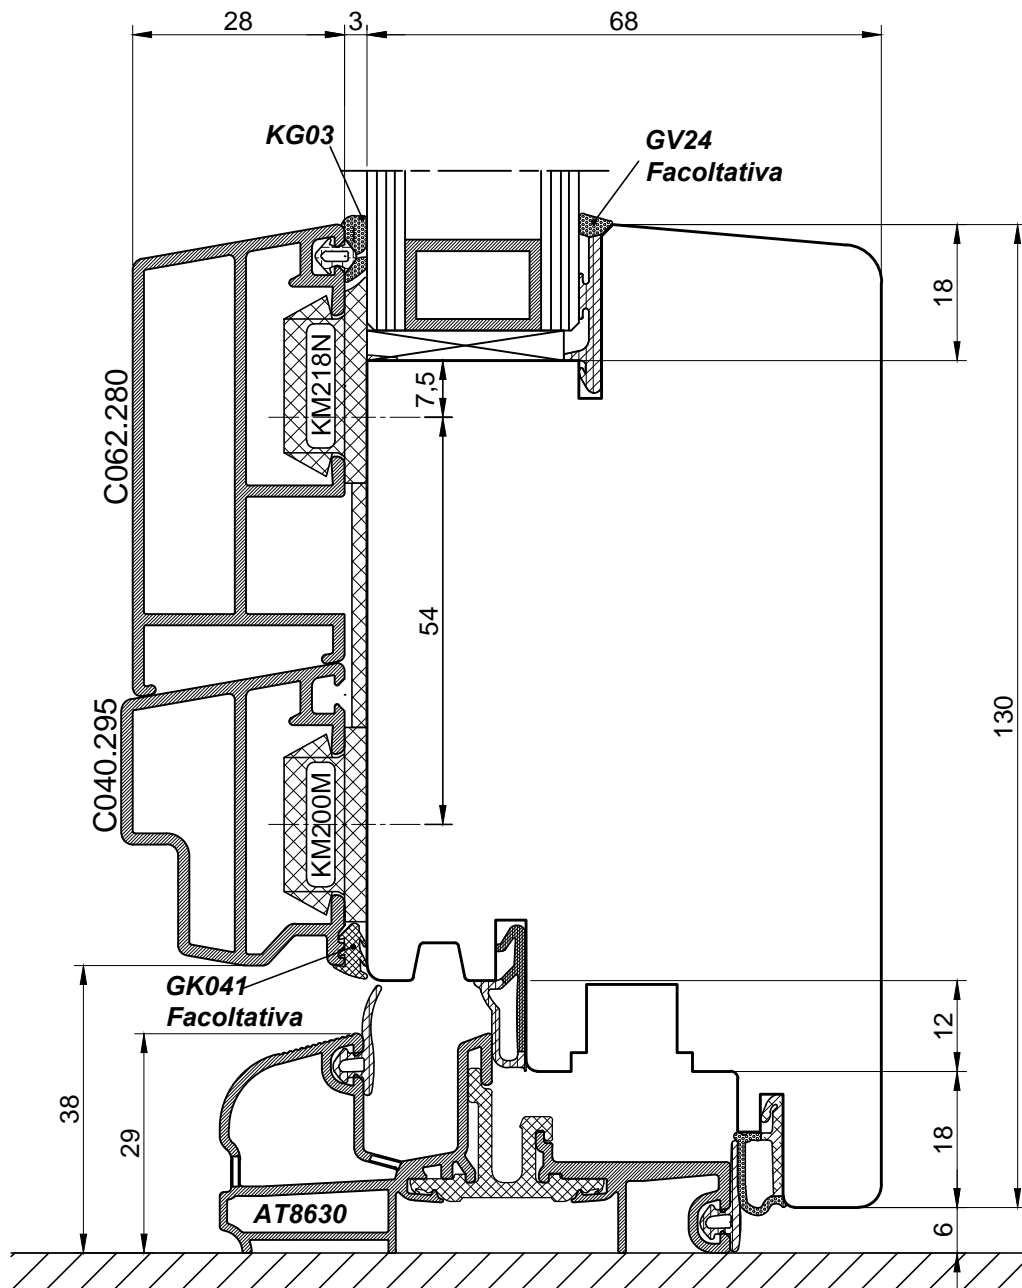 28
3
68
KG03
GV24
Facoltativa
18
7,5
KM218N
C062.280
54
130
C040.295
KM200M
GK041
Facoltativa
12
38
29
18
AT8630
6